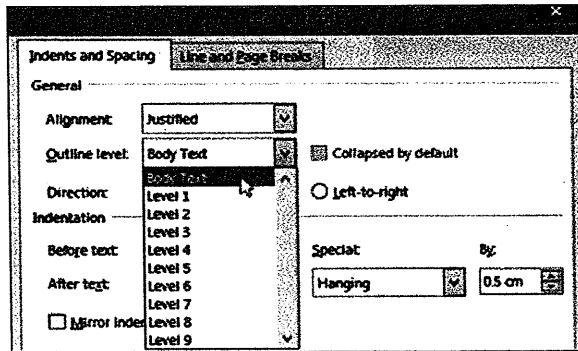 ×
Indents and Spacing Line and Page Breaks
General
Alignment: Justified
Outline level: Body Text Collapsed by default
Body Text
Direction: Level 1 Left-to-right
Level 2
Indentation Level 3
Before text: Level 4 Special: By:
Level 5
After text: Level 6 Hanging 0.5 cm
Level 7
Mirror inden Level 8
Level 9